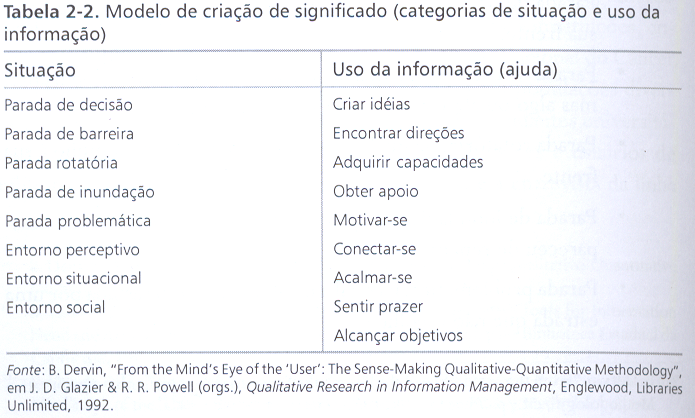 Tabela 2-2. Modelo de criação de significado (categorias de situação e uso da
informação)
Situação Uso da informação (ajuda)
Parada de decisão Criar idéias
Parada de barreira Encontrar direções
Parada rotatória Adquirir capacidades
Parada de inundação Obter apoio
Parada problemática Motivar-se
Entorno perceptivo Conectar-se
Entorno situacional Acalmar-se
Entorno social Sentir prazer
Alcançar objetivos
Fonte: B. Dervin, "From the Mind's Eye of the 'User': The Sense-Making Qualitative-Quantitative Methodology",
em J. D. Glazier & R. R. Powell (orgs.), Qualitative Research in Information Management, Englewood, Libraries
Unlimited, 1992.